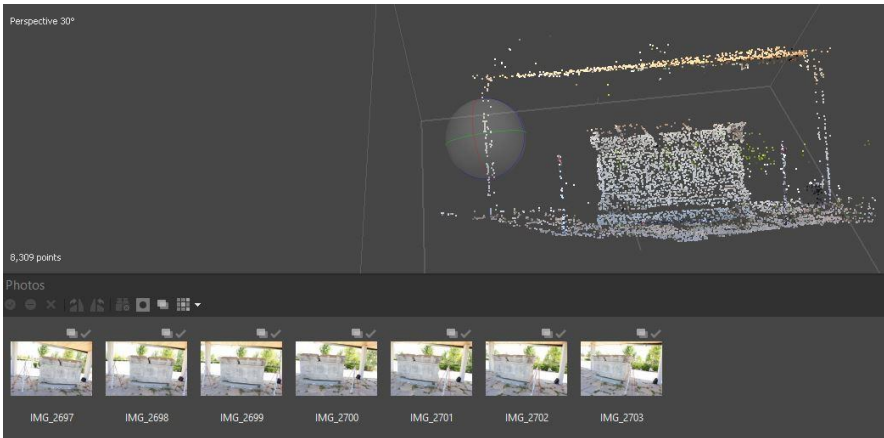 Perspective 30°
8,309 points
Photos
IMG_2697
IMG_2698
IMG_2699
IMG_2700
IMG_2701
IMG_2702
IMG_2703